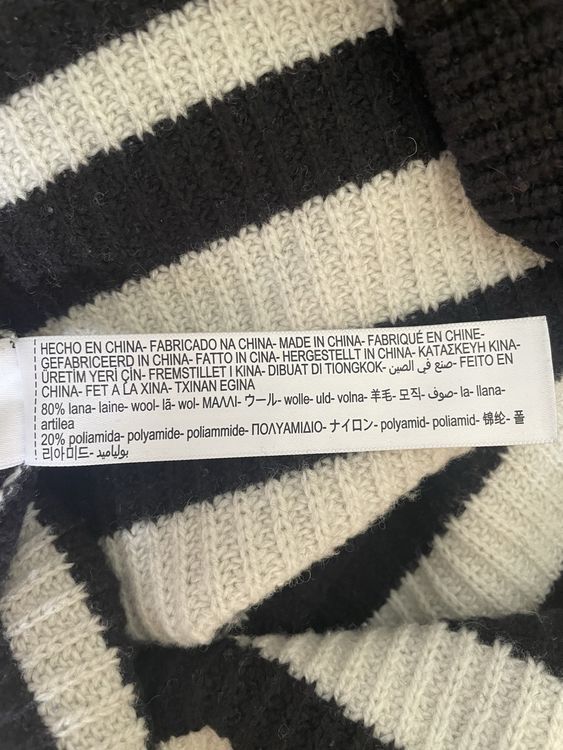 HECHO EN CHINA- FABRICADO NA CHINA- MADE IN CHINA- FABRIQUÉ EN CHINE-
GEFABRICEERD IN CHINA- FATTO IN CINA- HERGESTELLT IN CHINA- ΚΑΤΑΣΚΕΥΗ ΚΙΝΑ-
ÜRETİM YERİ ÇİN- FREMSTILLET I KINA- DIBUAT DI TIONGKOK- صنع في الصين- FEITO EN
CHINA- FET A LA XINA- TXINAN EGINA
80% lana- laine- wool- lã- wol- ΜΑΛΛΙ- ウール- wolle- uld- volna- 羊毛- 모직- صوف- la- llana-
artilea
20% poliamida- polyamide- poliammide- ΠΟΛΥΑΜΙΔΙΟ- ナイロン- polyamid- poliamid- 锦纶- 폴
리아미드- بولياميد